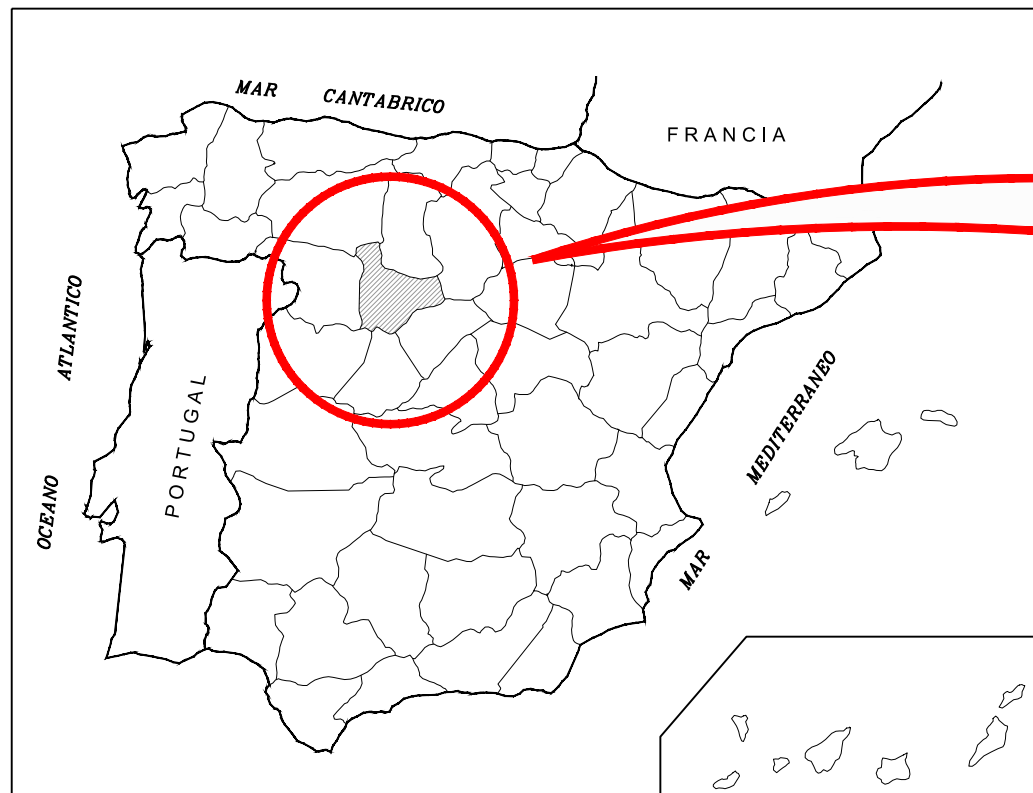 MAR CANTABRICO
FRANCIA
OCEANO ATLANTICO
PORTUGAL
MAR MEDITERRANEO